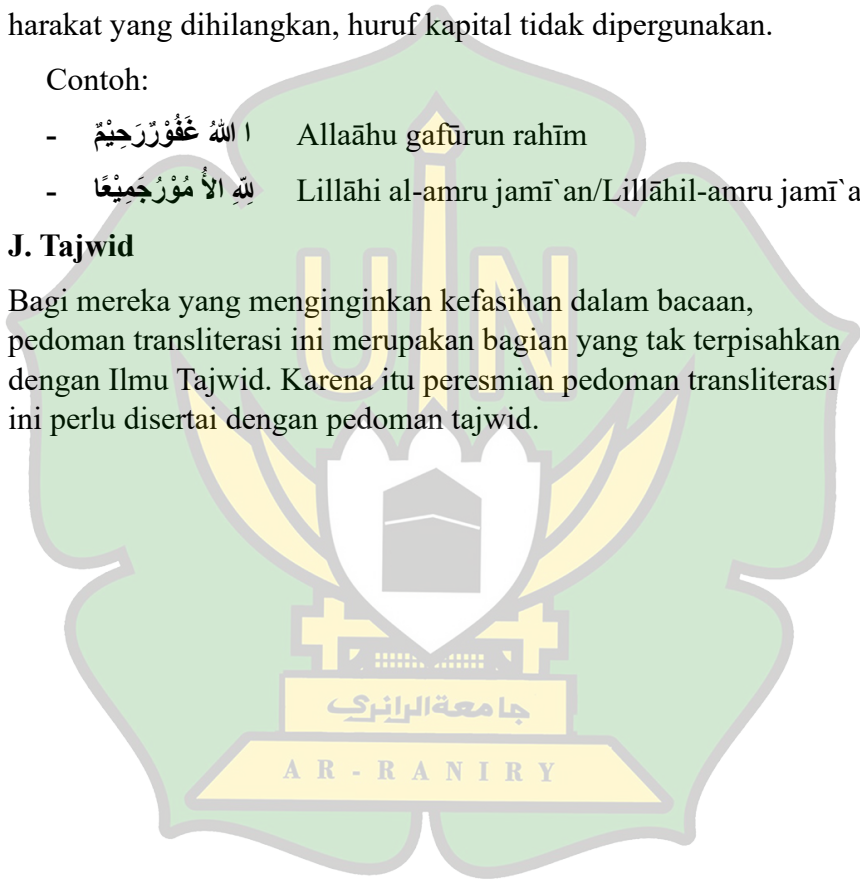 harakat yang dihilangkan, huruf kapital tidak dipergunakan.
Contoh:
- ا اللهُ غَفُوْرٌرَحِيْمٌ Allaāhu gafūrun rahīm
- لِلّٰهِ الأُ مُوْرُجَمِيْعًا Lillāhi al-amru jamī`an/Lillāhil-amru jamī`a
J. Tajwid
Bagi mereka yang menginginkan kefasihan dalam bacaan,
pedoman transliterasi ini merupakan bagian yang tak terpisahkan
dengan Ilmu Tajwid. Karena itu peresmian pedoman transliterasi
ini perlu disertai dengan pedoman tajwid.
UIN
جامعةالرانري
AR-RANIRY